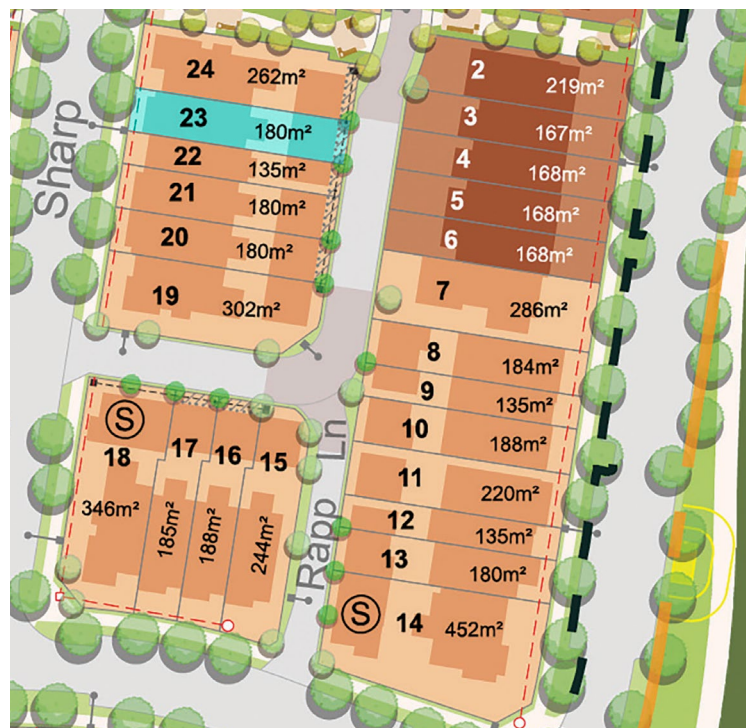 24 262m²
23 180m²
22 135m²
21 180m²
20 180m²
19 302m²
Sharp
2 219m²
3 167m²
4 168m²
5 168m²
6 168m²
7 286m²
8 184m²
9 135m²
10 188m²
11 220m²
12 135m²
13 180m²
S
14 452m²
Rapp Ln
S
18 17 16 15
346m² 185m² 188m² 244m²